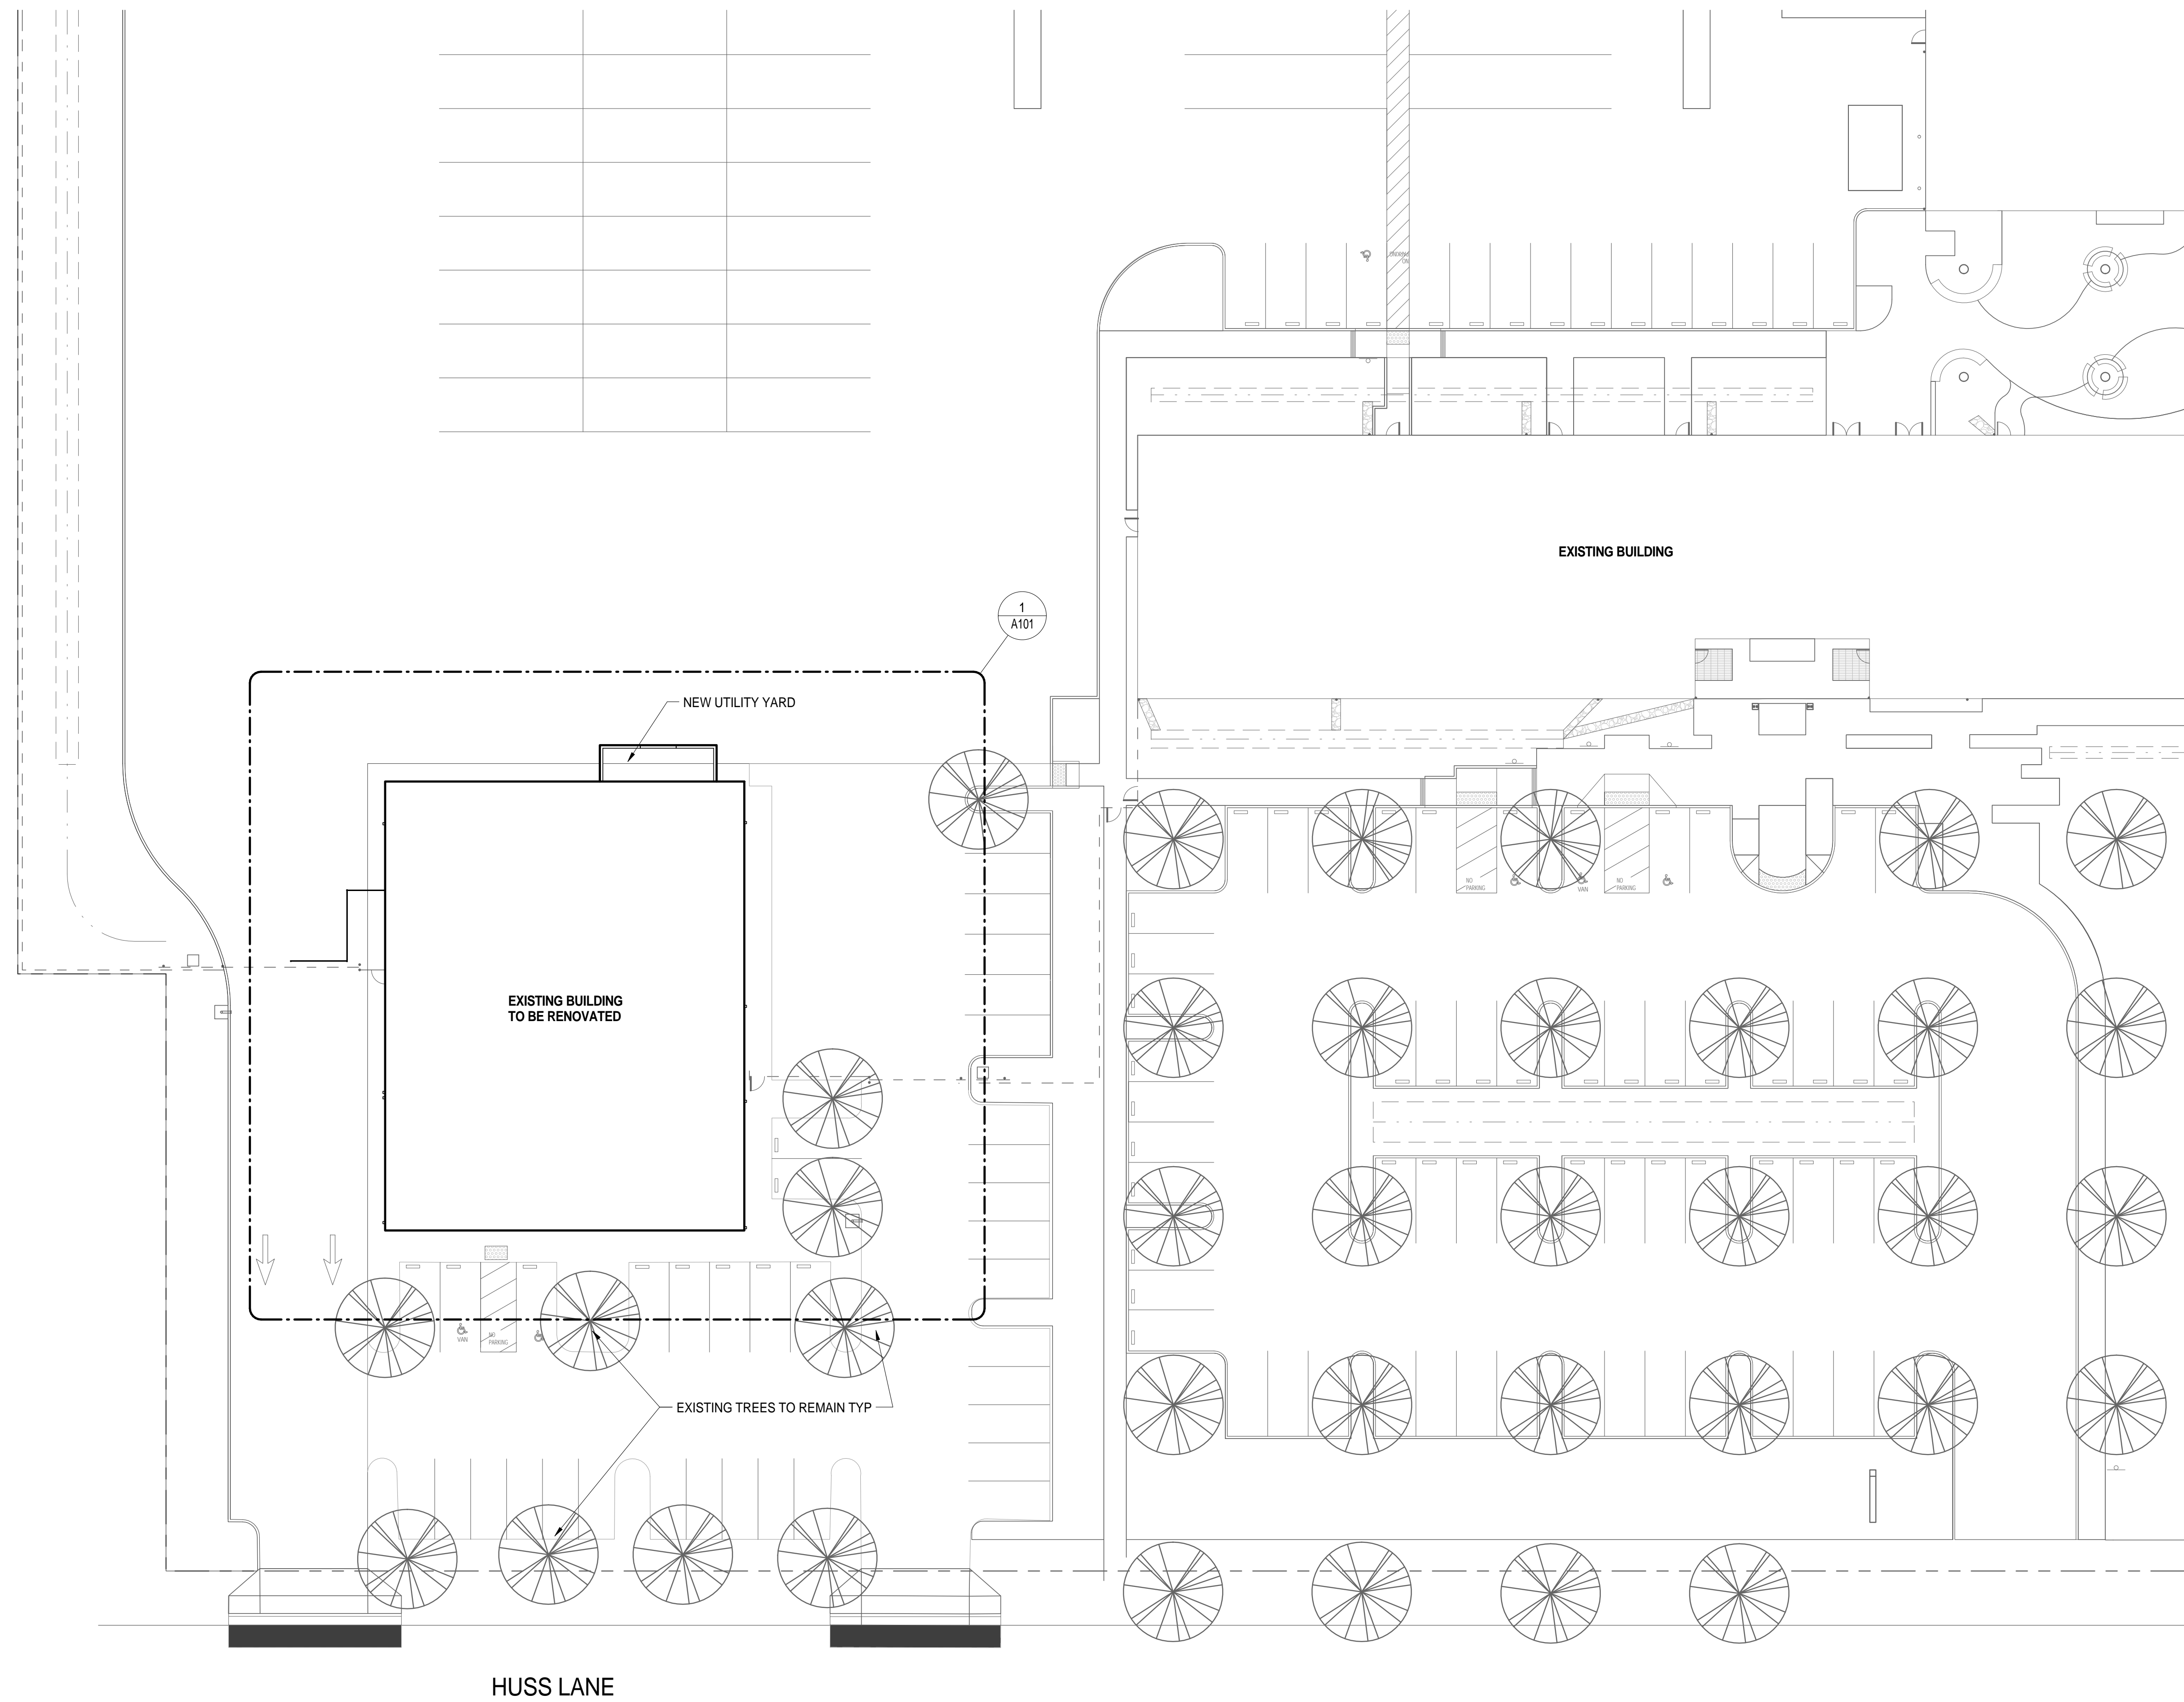 EXISTING BUILDING
1
A101
NEW UTILITY YARD
NO
PARKING
VAN
NO
PARKING
EXISTING BUILDING
TO BE RENOVATED
VAN
NO
PARKING
EXISTING TREES TO REMAIN TYP
HUSS LANE